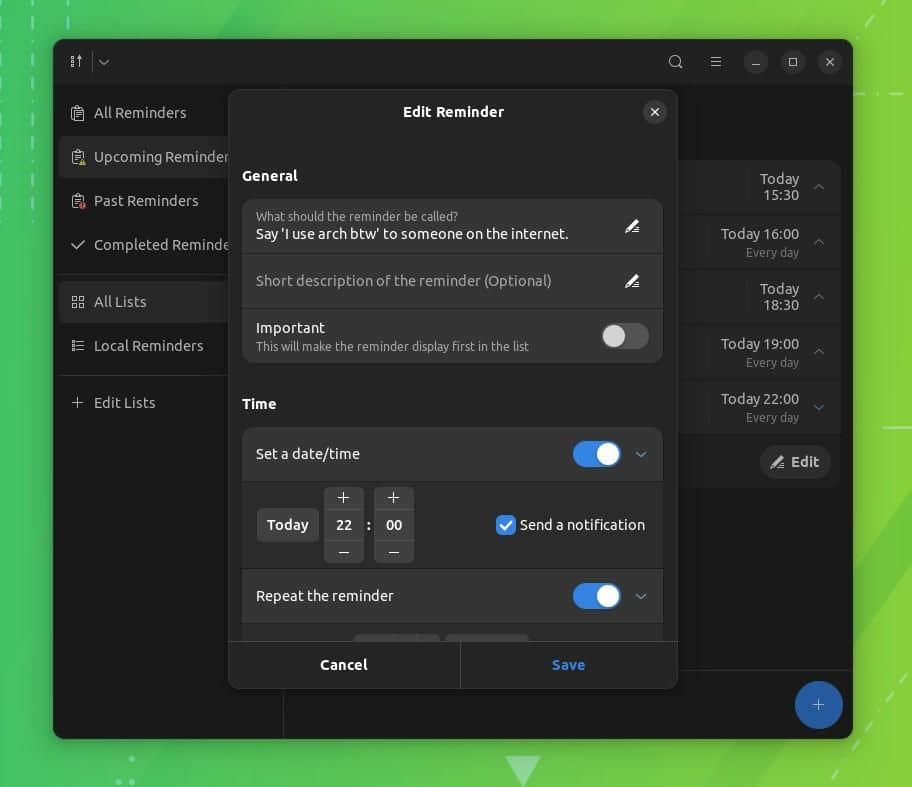 Edit Reminder
All Reminders
Upcoming Reminder
Past Reminders
Completed Reminde
All Lists
Local Reminders
Edit Lists
General
What should the reminder be called?
Say 'I use arch btw' to someone on the internet.
Short description of the reminder (Optional)
Important
This will make the reminder display first in the list
Time
Set a date/time
Today
22 : 00
Send a notification
Repeat the reminder
Cancel
Save
Today
15:30
Today 16:00
Every day
Today
18:30
Today 19:00
Every day
Today 22:00
Every day
Edit